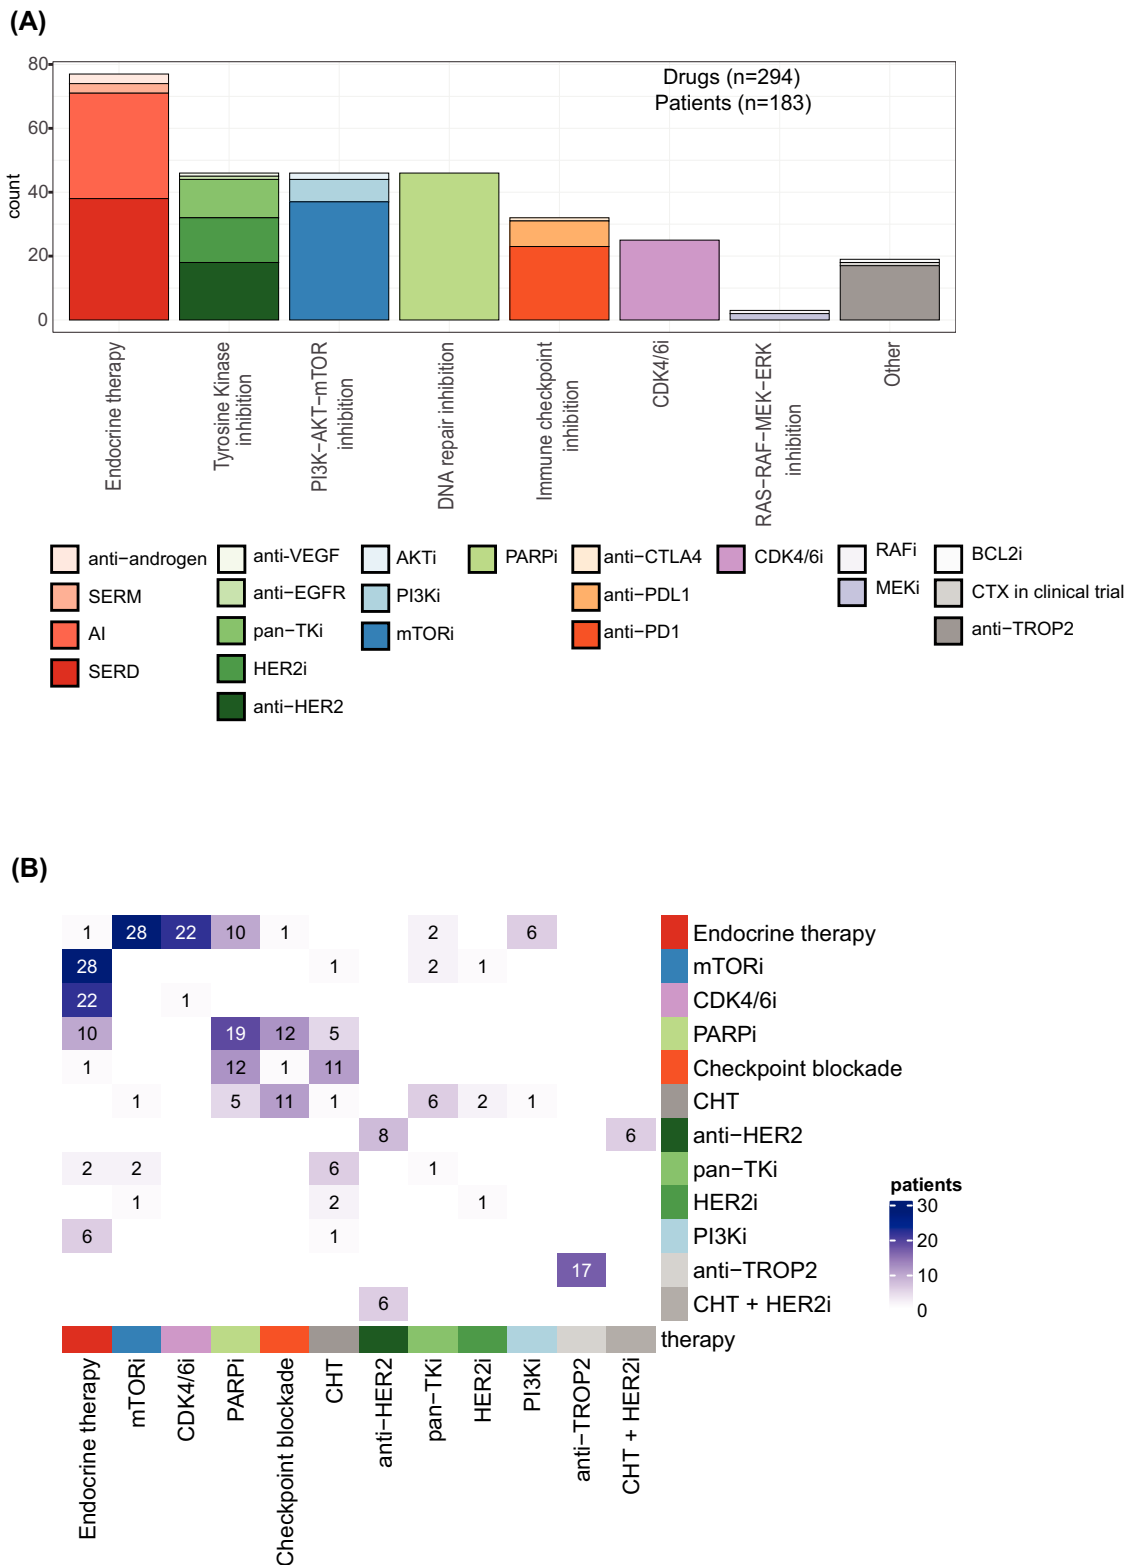 (A)
80
60
40
20
0
count
Drugs (n=294)
Patients (n=183)
Endocrine therapy
Tyrosine Kinase
inhibition
PI3K−AKT−mTOR
inhibition
DNA repair inhibition
Immune checkpoint
inhibition
CDK4/6i
RAS−RAF−MEK−ERK
inhibition
Other
anti−androgen
SERM
AI
SERD
anti-VEGF
anti−EGFR
pan−TKi
HER2i
anti−HER2
AKTi
PI3Ki
mTORi
PARPi
anti−CTLA4
anti−PDL1
anti−PD1
CDK4/6i
RAFi
MEKi
BCL2i
CTX in clinical trial
anti−TROP2
(B)
1 28 22 10 1 2 6 Endocrine therapy
28 1 2 1 mTORi
22 1 CDK4/6i
10 19 12 5 PARPi
1 12 1 11 Checkpoint blockade
1 5 11 1 6 2 1 CHT
8 6 anti−HER2
2 2 6 1 pan−TKi
1 2 1 HER2i
6 1 PI3Ki
17 anti−TROP2
6 CHT + HER2i
therapy
Endocrine therapy
mTORi
CDK4/6i
PARPi
Checkpoint blockade
CHT
anti−HER2
pan−TKi
HER2i
PI3Ki
anti−TROP2
CHT + HER2i
patients
30
20
10
0